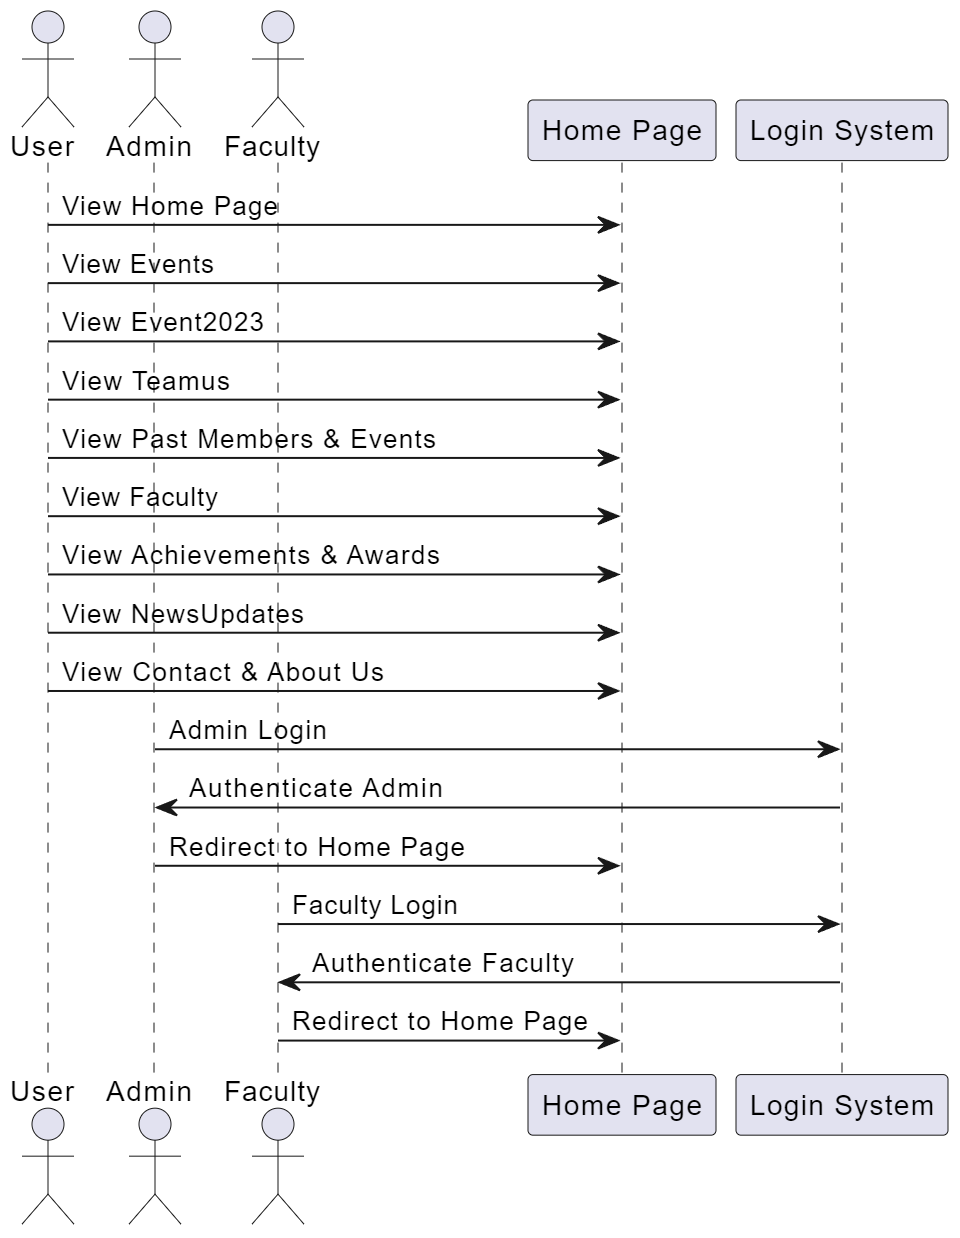 User Admin Faculty
Home Page Login System
View Home Page
View Events
View Event2023
View Teamus
View Past Members & Events
View Faculty
View Achievements & Awards
View NewsUpdates
View Contact & About Us
Admin Login
Authenticate Admin
Redirect to Home Page
Faculty Login
Authenticate Faculty
Redirect to Home Page
User Admin Faculty
Home Page Login System